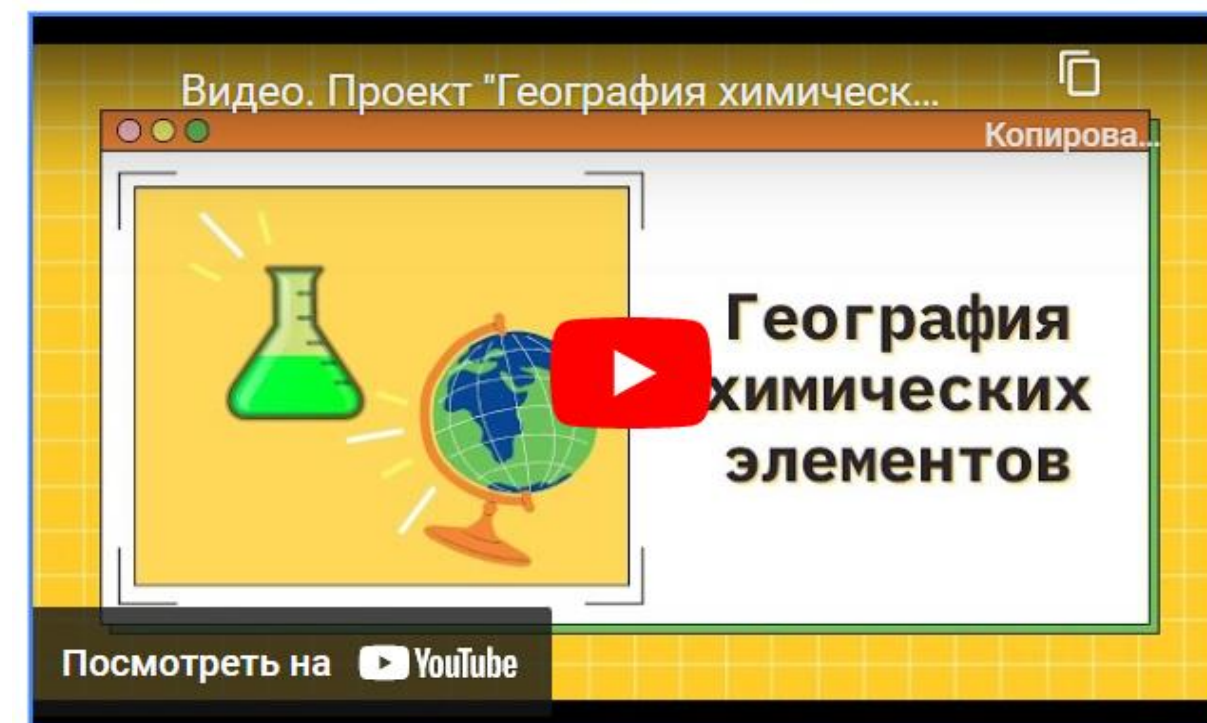 Видео. Проект "География химическ...
Копирова...
География
химических
элементов
Посмотреть на YouTube